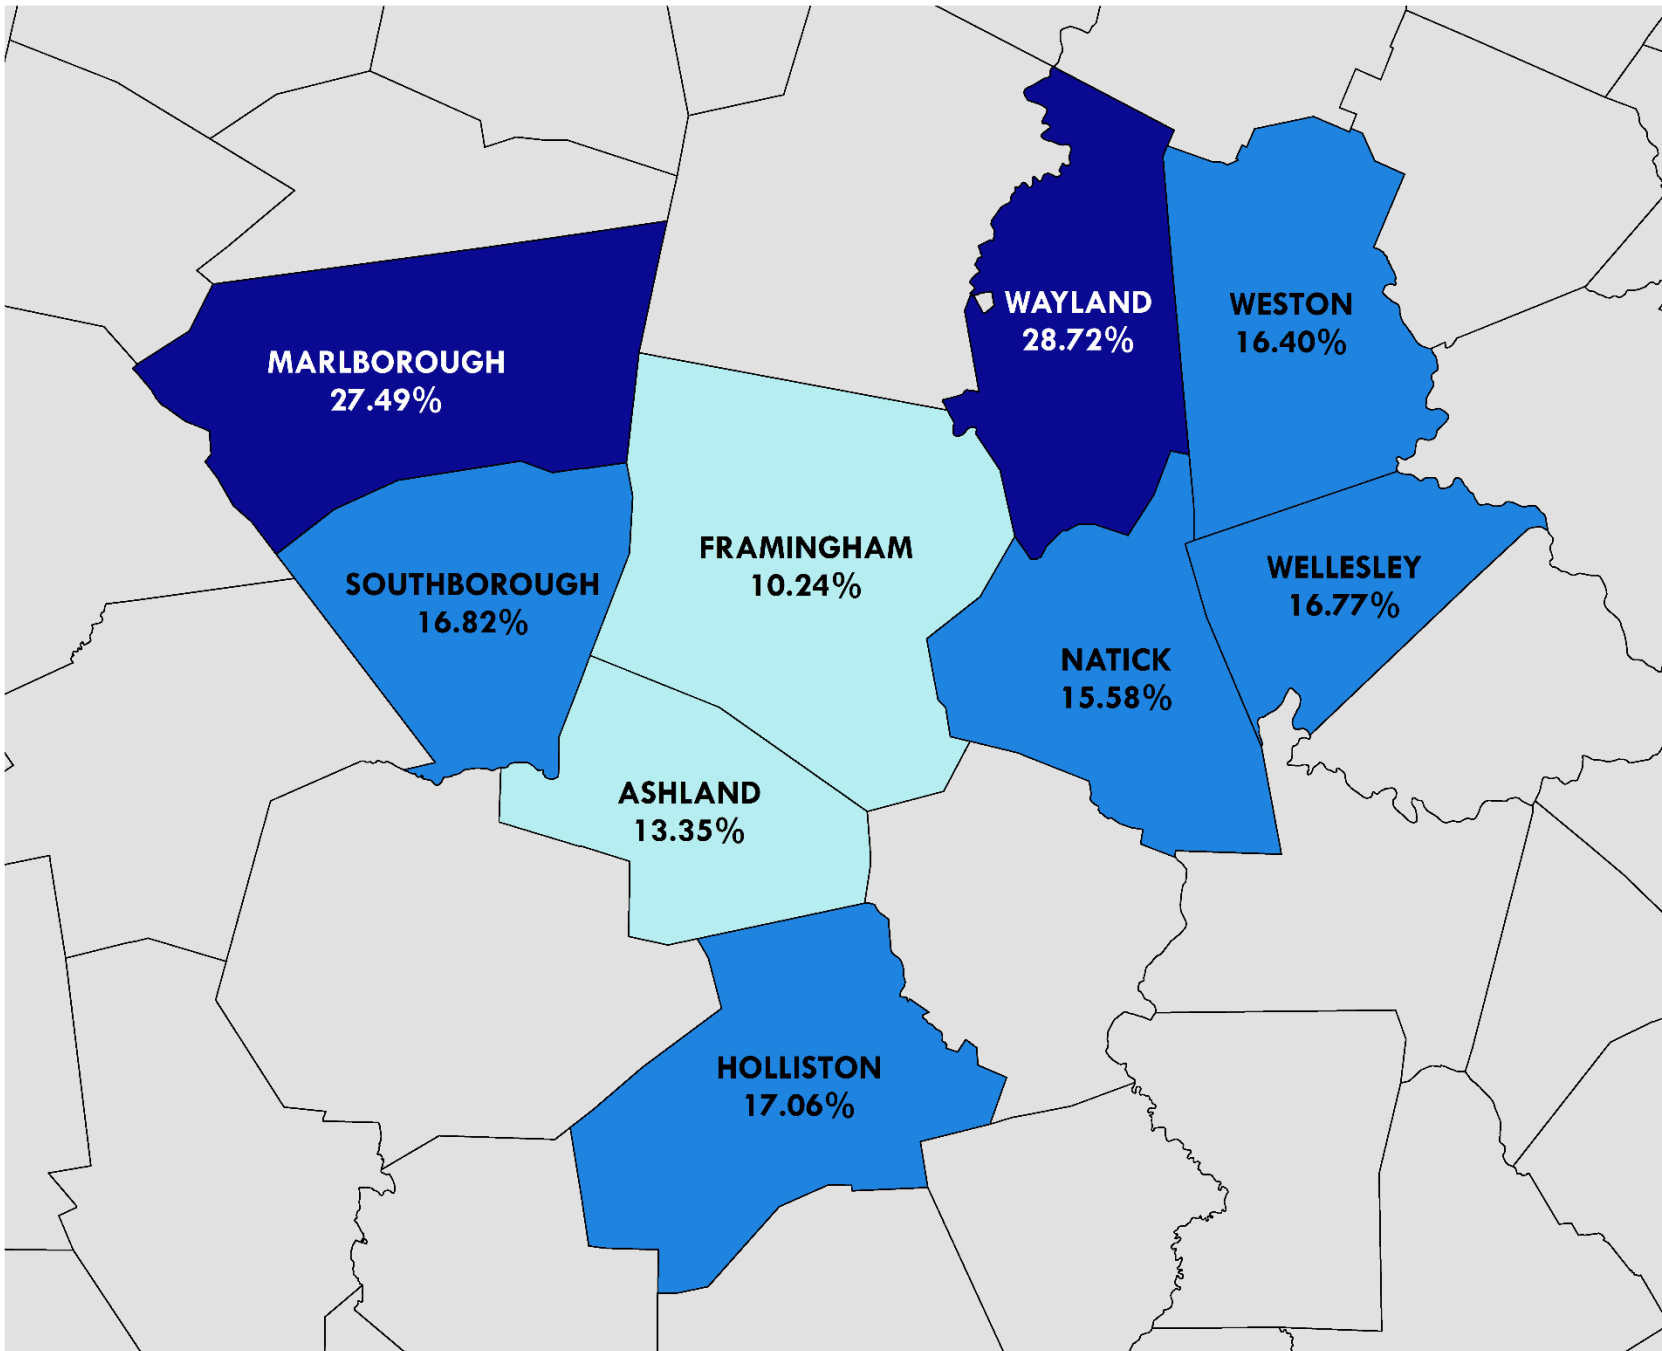 WAYLAND
28.72%
WESTON
16.40%
MARLBOROUGH
27.49%
FRAMINGHAM
10.24%
SOUTHBOROUGH
16.82%
WELLESLEY
16.77%
NATICK
15.58%
ASHLAND
13.35%
HOLLISTON
17.06%